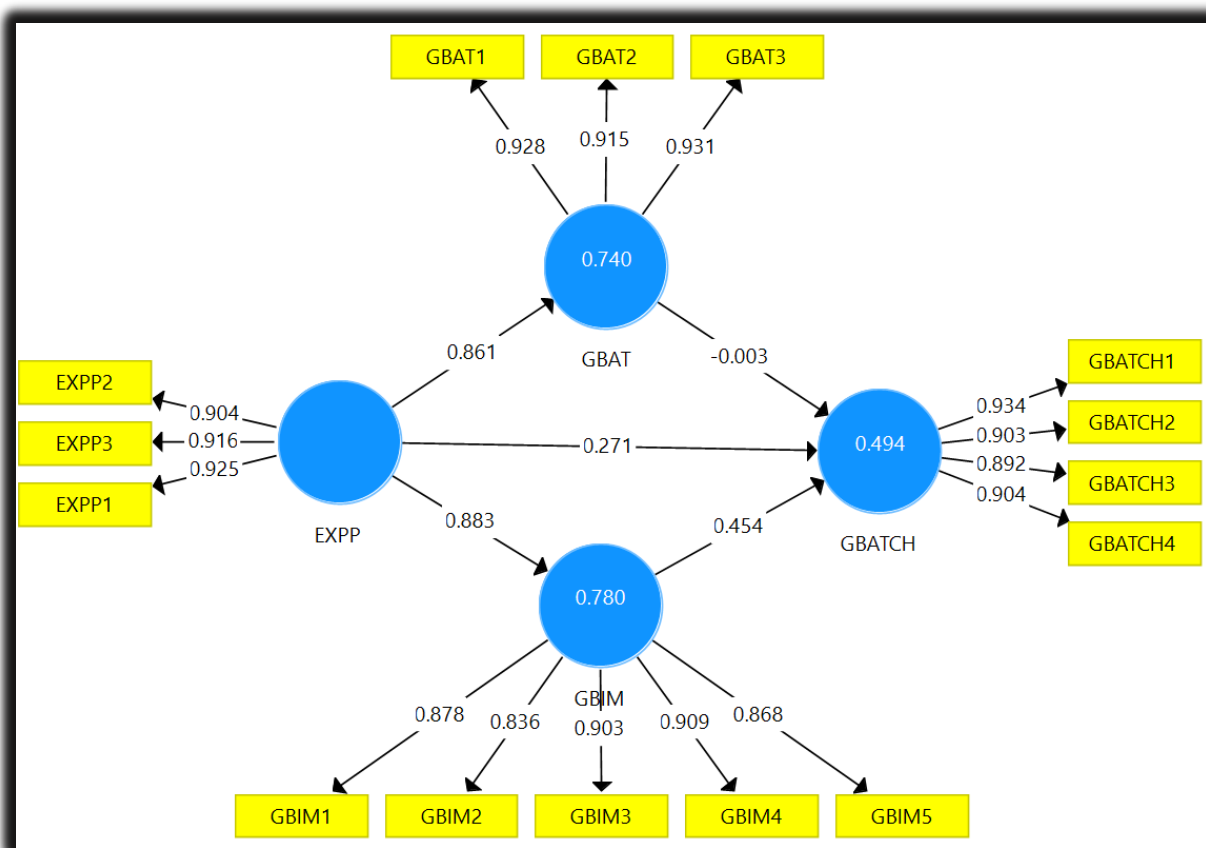 GBAT1 GBAT2 GBAT3
0.928 0.915 0.931
0.740
GBAT
0.861 -0.003
EXPP2
EXPP3
EXPP1
0.904
0.916
0.925
EXPP
0.271
0.494
GBATCH
0.934
0.903
0.892
0.904
GBATCH1
GBATCH2
GBATCH3
GBATCH4
0.883 0.454
0.780
GBIM
0.878 0.836 0.903 0.909 0.868
GBIM1 GBIM2 GBIM3 GBIM4 GBIM5